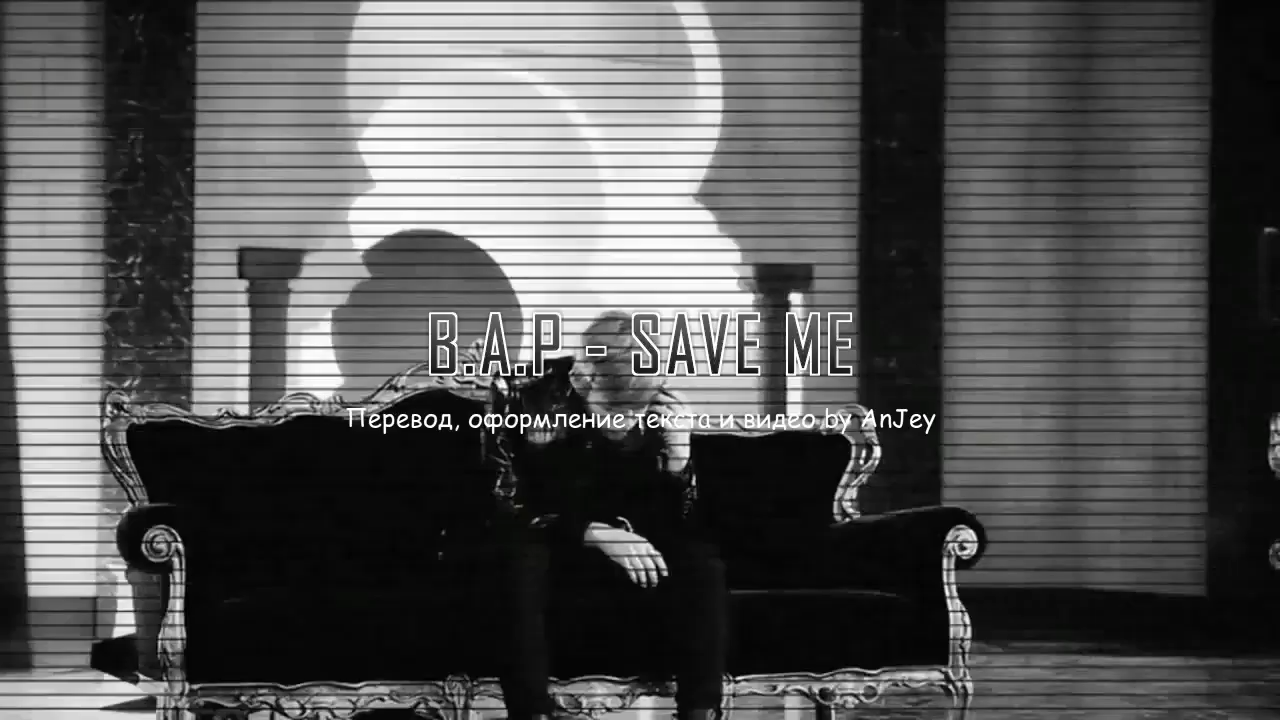 B.A.P - SAVE ME
Перевод, оформление текста и видео by AnJey